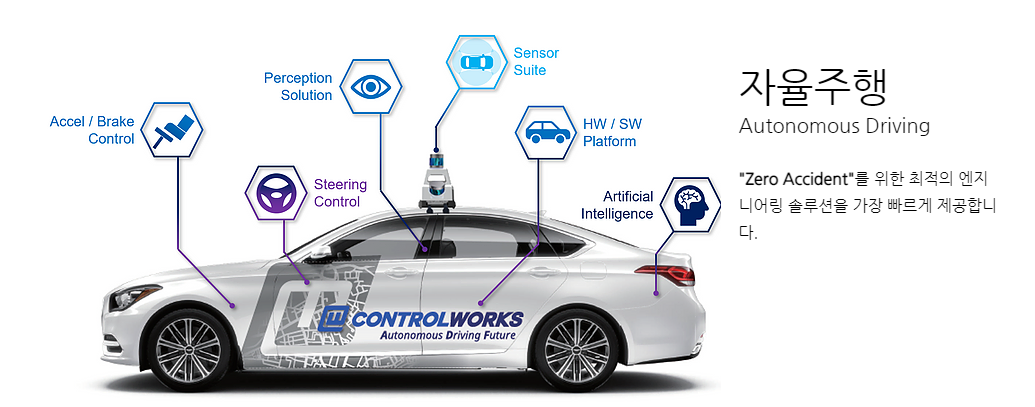 Sensor
Suite
Perception
Solution
Accel / Brake
Control
HW / SW
Platform
Steering
Control
Artificial
Intelligence
CONTROLWORKS
Autonomous Driving Future
자율주행
Autonomous Driving
"Zero Accident"를 위한 최적의 엔지
니어링 솔루션을 가장 빠르게 제공합니
다.